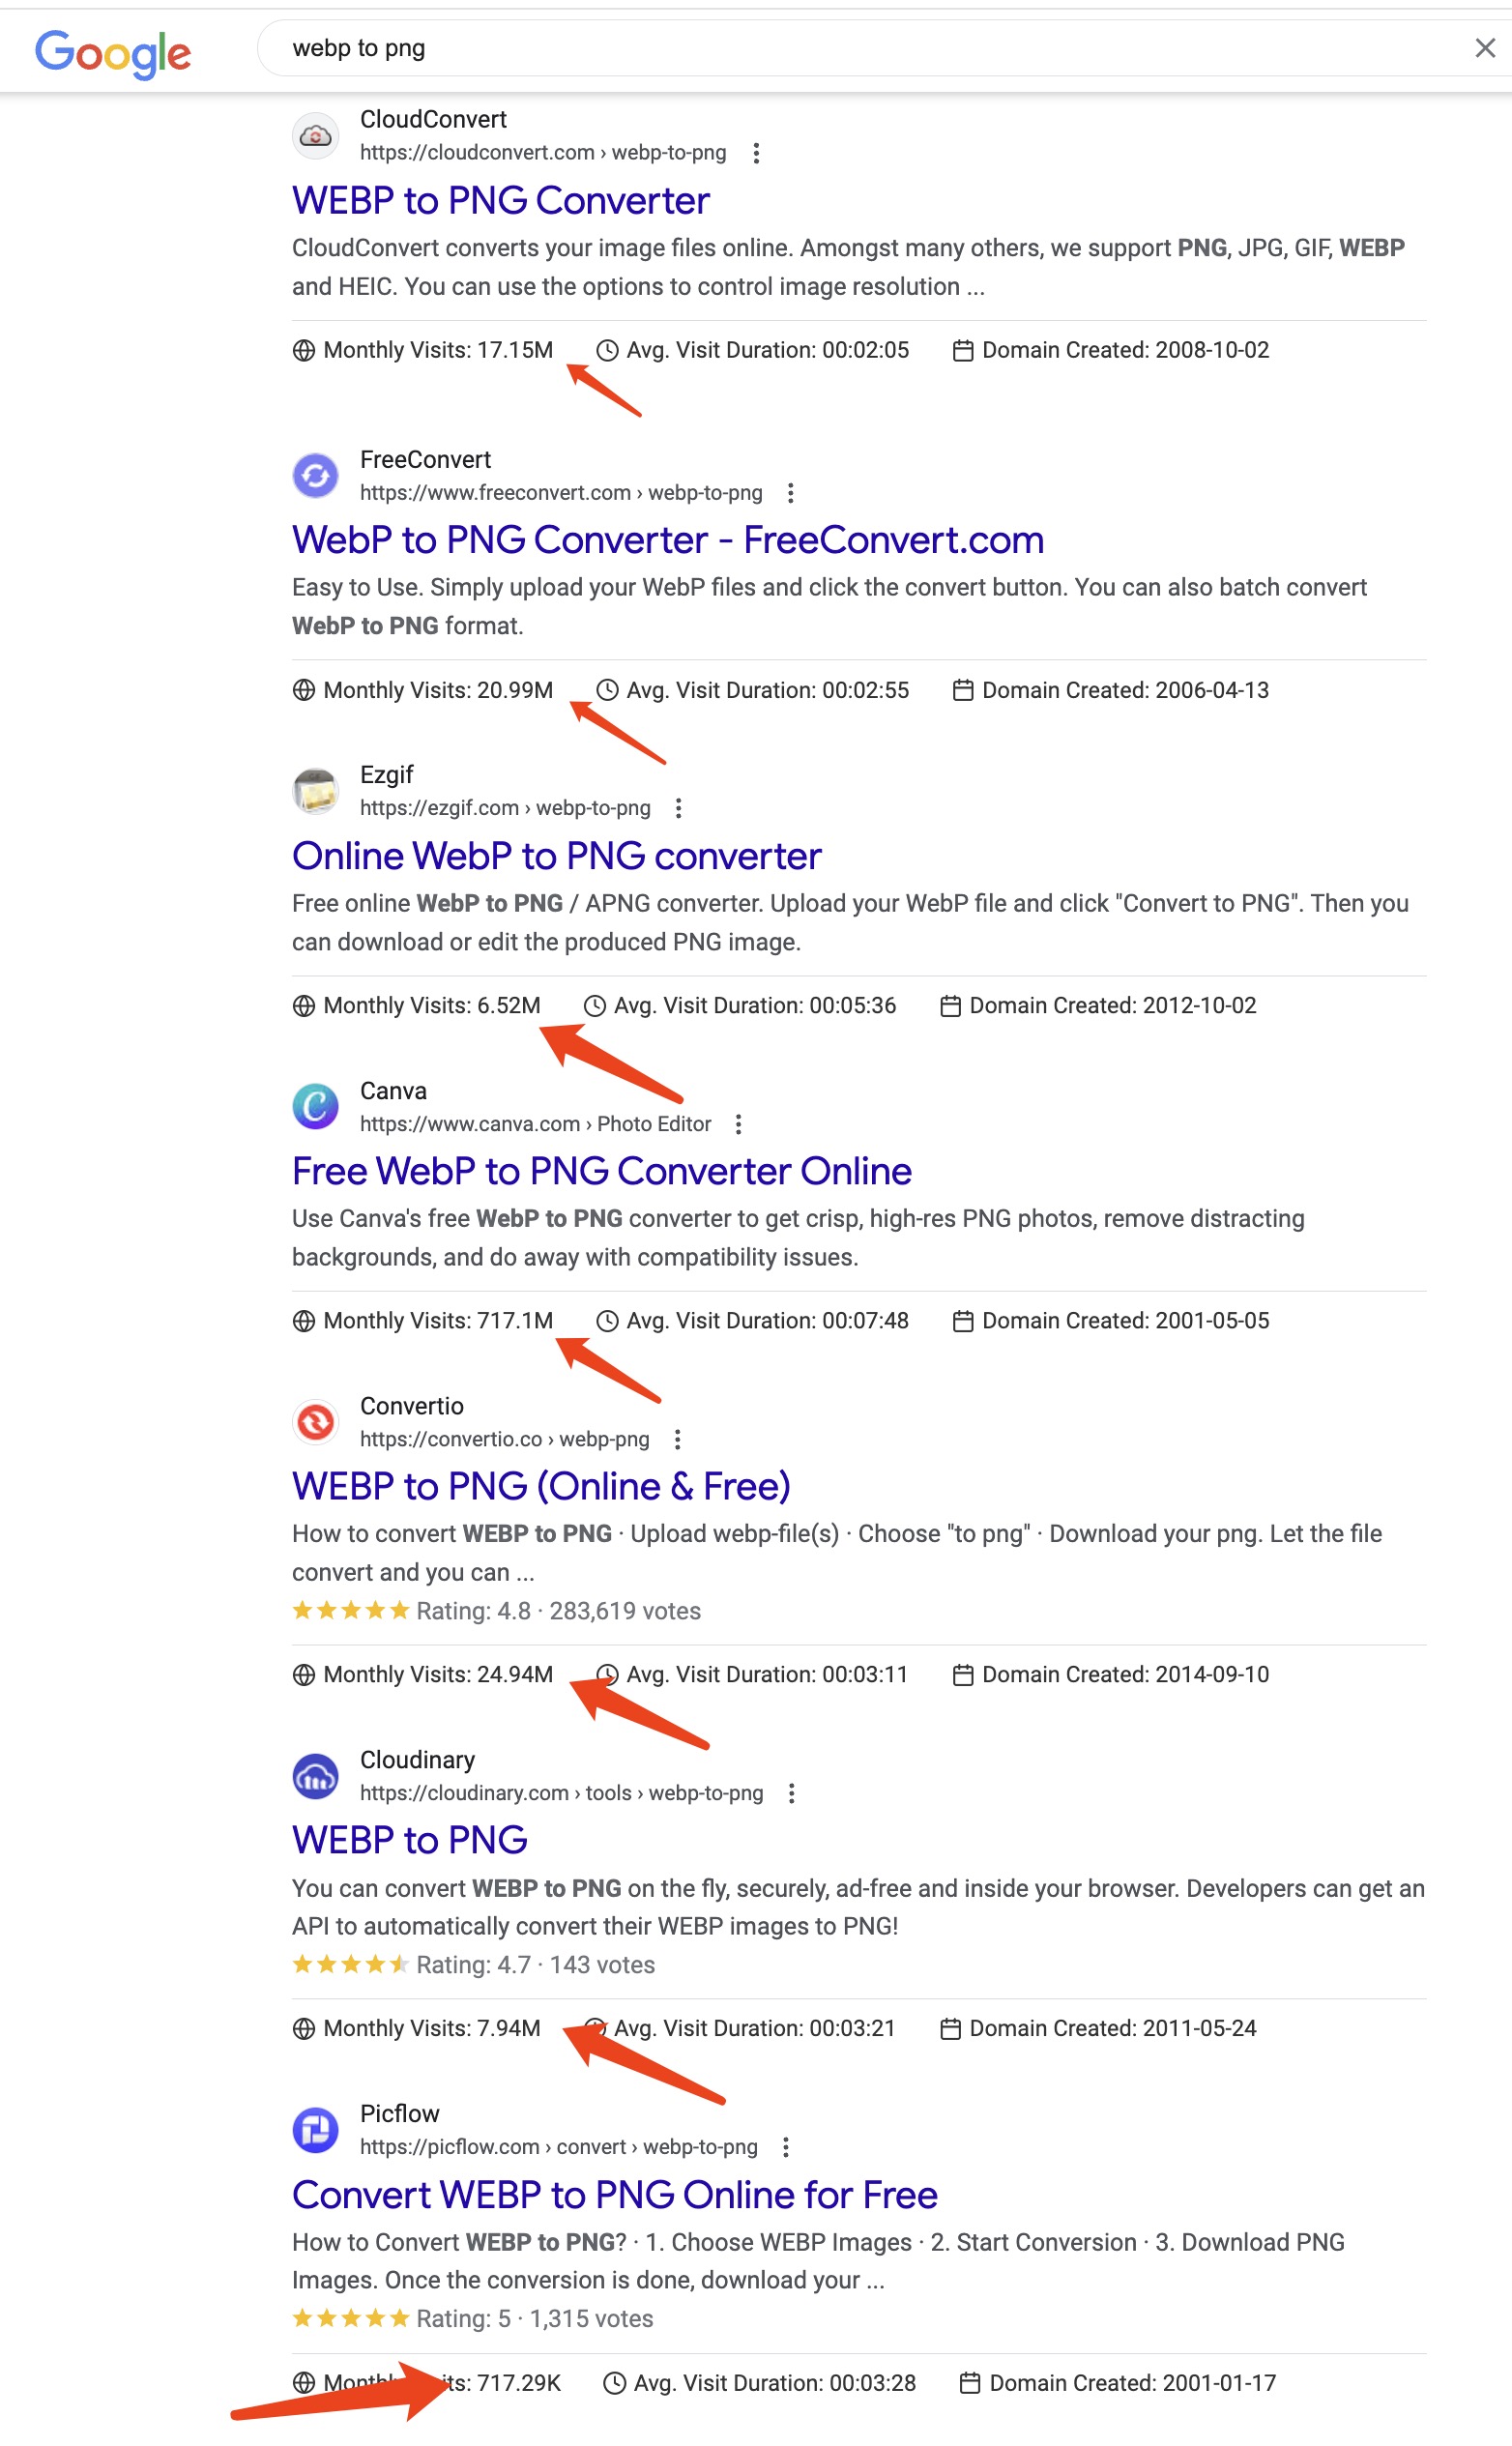 Google
webp to png
CloudConvert
https://cloudconvert.com › webp-to-png
WEBP to PNG Converter
CloudConvert converts your image files online. Amongst many others, we support PNG, JPG, GIF, WEBP
and HEIC. You can use the options to control image resolution ...
Monthly Visits: 17.15M Avg. Visit Duration: 00:02:05 Domain Created: 2008-10-02
FreeConvert
https://www.freeconvert.com › webp-to-png
WebP to PNG Converter - FreeConvert.com
Easy to Use. Simply upload your WebP files and click the convert button. You can also batch convert
WebP to PNG format.
Monthly Visits: 20.99M Avg. Visit Duration: 00:02:55 Domain Created: 2006-04-13
Ezgif
https://ezgif.com › webp-to-png
Online WebP to PNG converter
Free online WebP to PNG / APNG converter. Upload your WebP file and click "Convert to PNG". Then you
can download or edit the produced PNG image.
Monthly Visits: 6.52M Avg. Visit Duration: 00:05:36 Domain Created: 2012-10-02
Canva
https://www.canva.com › Photo Editor
Free WebP to PNG Converter Online
Use Canva's free WebP to PNG converter to get crisp, high-res PNG photos, remove distracting
backgrounds, and do away with compatibility issues.
Monthly Visits: 717.1M Avg. Visit Duration: 00:07:48 Domain Created: 2001-05-05
Convertio
https://convertio.co › webp-png
WEBP to PNG (Online & Free)
How to convert WEBP to PNG · Upload webp-file(s) · Choose "to png" · Download your png. Let the file
convert and you can ...
Rating: 4.8 · 283,619 votes
Monthly Visits: 24.94M Avg. Visit Duration: 00:03:11 Domain Created: 2014-09-10
Cloudinary
https://cloudinary.com › tools › webp-to-png
WEBP to PNG
You can convert WEBP to PNG on the fly, securely, ad-free and inside your browser. Developers can get an
API to automatically convert their WEBP images to PNG!
Rating: 4.7 · 143 votes
Monthly Visits: 7.94M Avg. Visit Duration: 00:03:21 Domain Created: 2011-05-24
Picflow
https://picflow.com › convert › webp-to-png
Convert WEBP to PNG Online for Free
How to Convert WEBP to PNG? · 1. Choose WEBP Images · 2. Start Conversion · 3. Download PNG
Images. Once the conversion is done, download your ...
Rating: 5 · 1,315 votes
Monthly Visits: 717.29K Avg. Visit Duration: 00:03:28 Domain Created: 2001-01-17